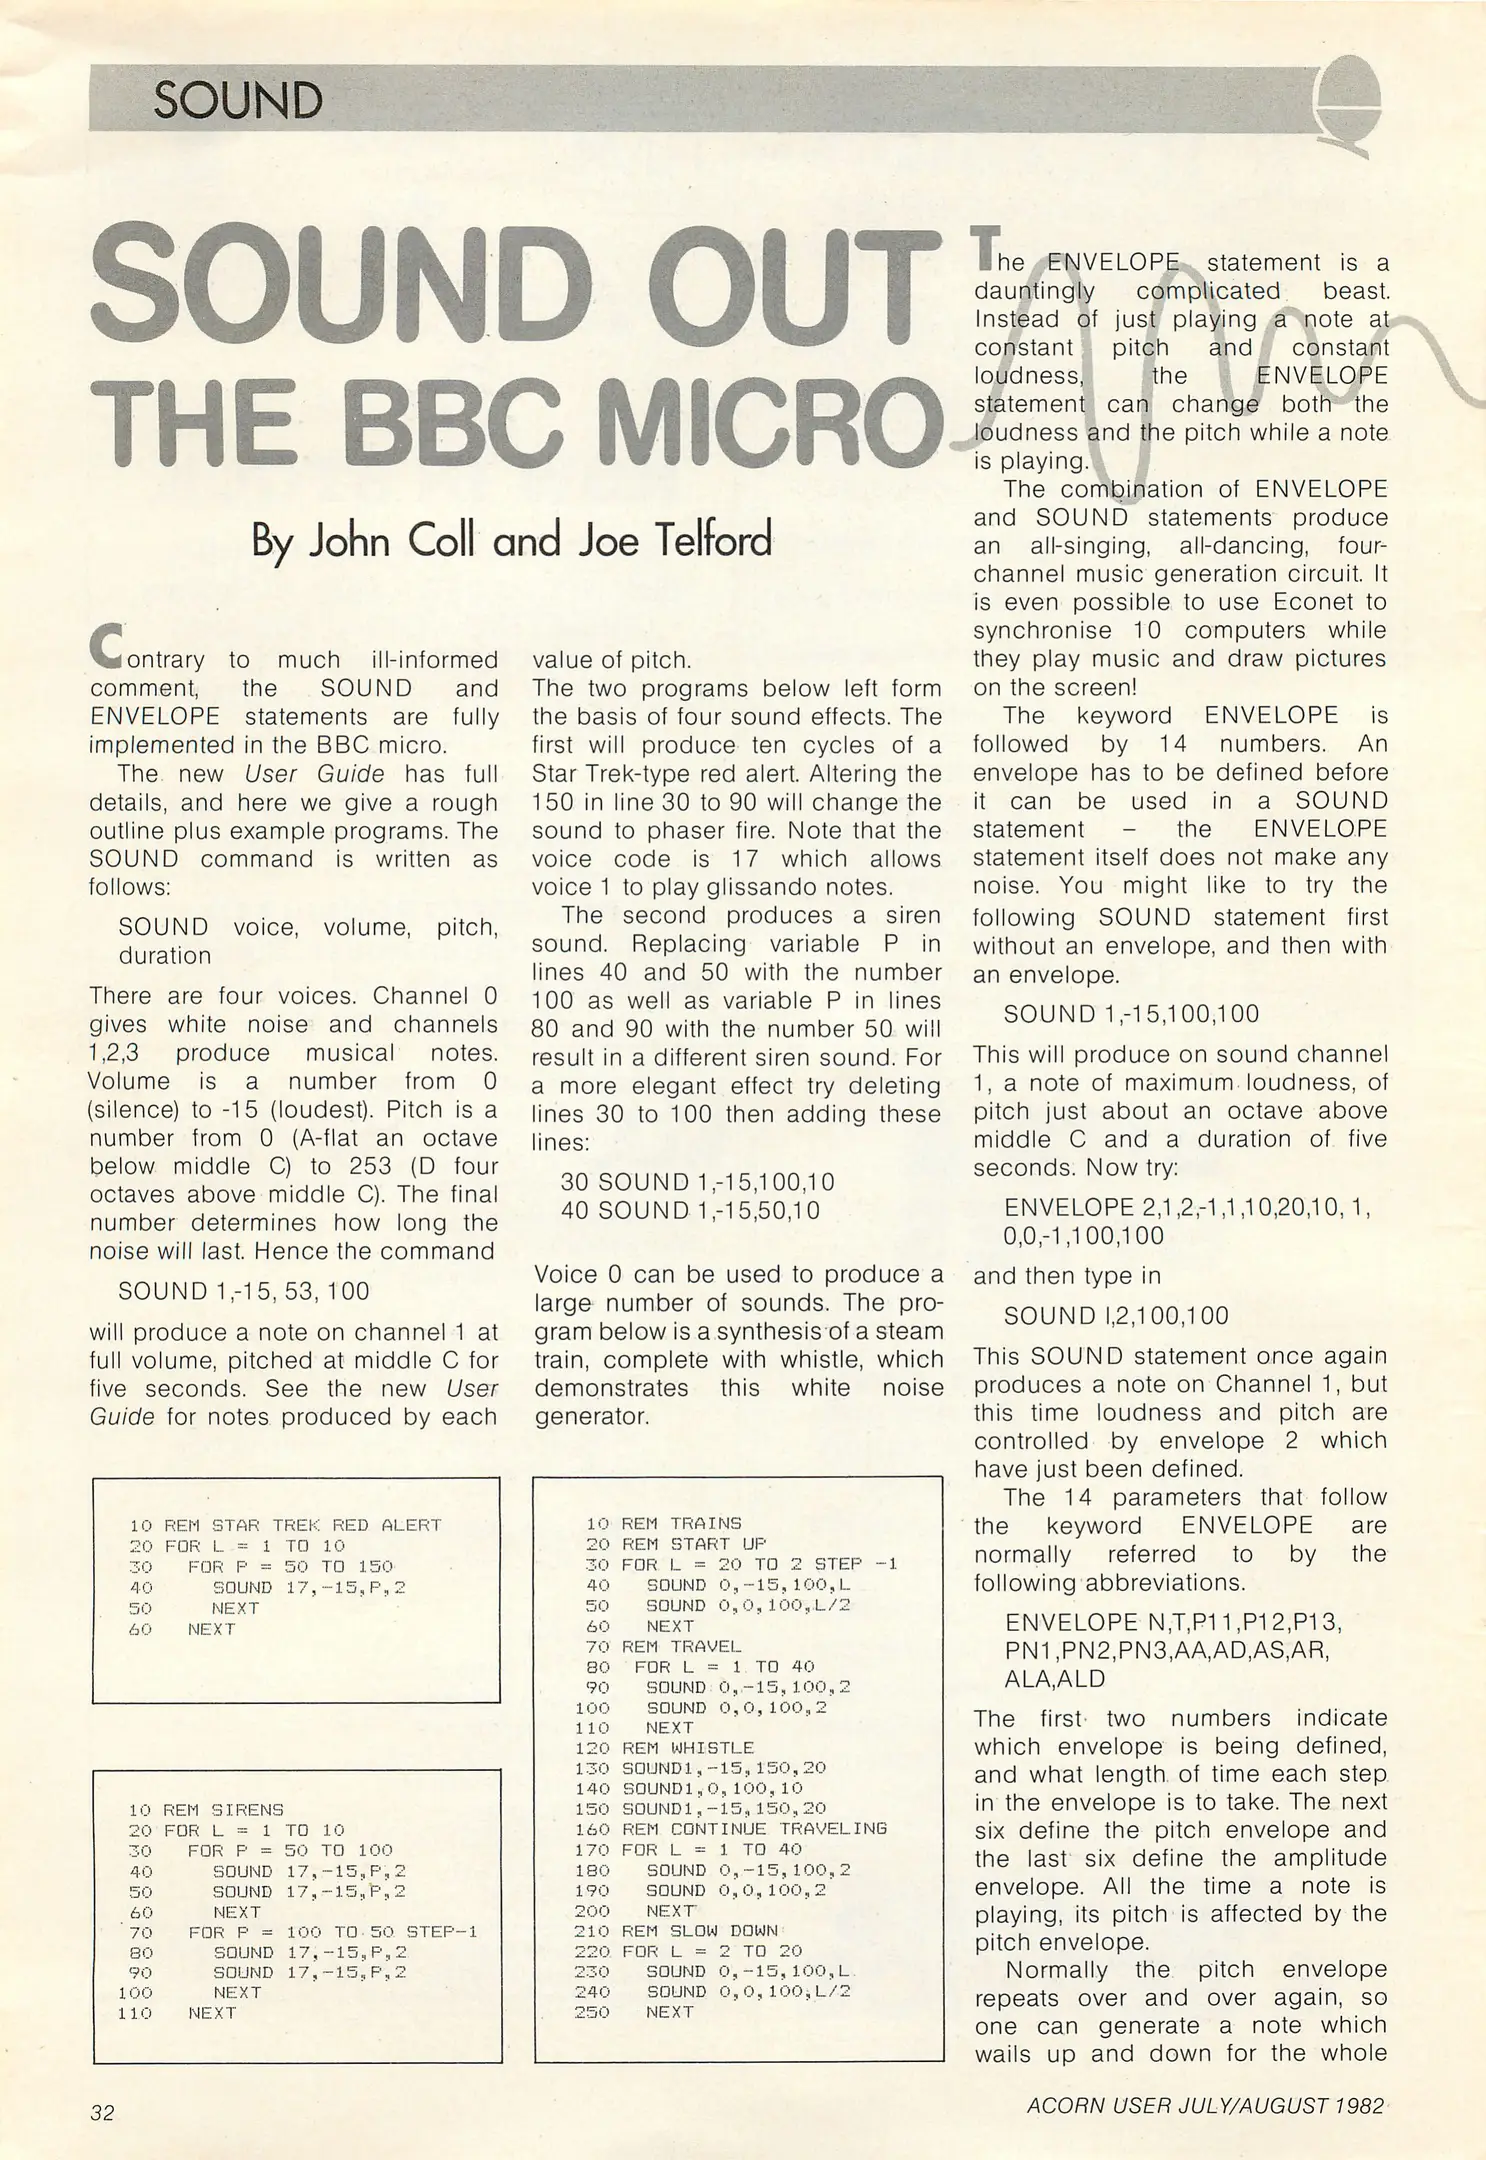 SOUND
SOUND OUT
THE BBC MICRO
By John Coll and Joe Telford
Contrary to much ill-informed
comment, the SOUND and
ENVELOPE statements are fully
implemented in the BBC micro.
The new User Guide has full
details, and here we give a rough
outline plus example programs. The
SOUND command is written as
follows:
SOUND voice, volume, pitch,
duration
There are four voices. Channel 0
gives white noise and channels
1,2,3 produce musical notes.
Volume is a number from 0
(silence) to -15 (loudest). Pitch is a
number from 0 (A-flat an octave
below middle C) to 253 (D four
octaves above middle C). The final
number determines how long the
noise will last. Hence the command
SOUND 1,-15, 53, 100
will produce a note on channel 1 at
full volume, pitched at middle C for
five seconds. See the new User
Guide for notes produced by each
value of pitch.
The two programs below left form
the basis of four sound effects. The
first will produce ten cycles of a
Star Trek-type red alert. Altering the
150 in line 30 to 90 will change the
sound to phaser fire. Note that the
voice code is 17 which allows
voice 1 to play glissando notes.
The second produces a siren
sound. Replacing variable P in
lines 40 and 50 with the number
100 as well as variable P in lines
80 and 90 with the number 50 will
result in a different siren sound. For
a more elegant effect try deleting
lines 30 to 100 then adding these
lines:
30 SOUND 1,-15,100,10
40 SOUND 1,-15,50,10
Voice 0 can be used to produce a
large number of sounds. The pro-
gram below is a synthesis of a steam
train, complete with whistle, which
demonstrates this white noise
generator.
The ENVELOPE statement is a
dauntingly complicated beast.
Instead of just playing a note at
constant pitch and constant
loudness, the ENVELOPE
statement can change both the
loudness and the pitch while a note
is playing.
The combination of ENVELOPE
and SOUND statements produce
an all-singing, all-dancing, four-
channel music generation circuit. It
is even possible to use Econet to
synchronise 10 computers while
they play music and draw pictures
on the screen!
The keyword ENVELOPE is
followed by 14 numbers. An
envelope has to be defined before
it can be used in a SOUND
statement – the ENVELOPE
statement itself does not make any
noise. You might like to try the
following SOUND statement first
without an envelope, and then with
an envelope.
SOUND 1,-15,100,100
This will produce on sound channel
1, a note of maximum loudness, of
pitch just about an octave above
middle C and a duration of five
seconds. Now try:
ENVELOPE 2,1,2,-1,1,10,20,10, 1,
0,0,-1,100,100
and then type in
SOUND I,2,100,100
This SOUND statement once again
produces a note on Channel 1, but
this time loudness and pitch are
controlled by envelope 2 which
have just been defined.
The 14 parameters that follow
the keyword ENVELOPE are
normally referred to by the
following abbreviations.
ENVELOPE N,T,P11,P12,P13,
PN1,PN2,PN3,AA,AD,AS,AR,
ALA,ALD
The first two numbers indicate
which envelope is being defined,
and what length of time each step
in the envelope is to take. The next
six define the pitch envelope and
the last six define the amplitude
envelope. All the time a note is
playing, its pitch is affected by the
pitch envelope.
Normally the pitch envelope
repeats over and over again, so
one can generate a note which
wails up and down for the whole
10 REM STAR TREK RED ALERT
20 FOR L = 1 TO 10
30 FOR P = 50 TO 150
40 SOUND 17,-15,P,2
50 NEXT
60 NEXT
10 REM SIRENS
20 FOR L = 1 TO 10
30 FOR P = 50 TO 100
40 SOUND 17,-15,P,2
50 SOUND 17,-15,P,2
60 NEXT
70 FOR P = 100 TO 50 STEP-1
80 SOUND 17,-15,P,2
90 SOUND 17,-15,P,2
100 NEXT
110 NEXT
10 REM TRAINS
20 REM START UP
30 FOR L = 20 TO 2 STEP -1
40 SOUND 0,-15,100,L
50 SOUND 0,0,100,L/2
60 NEXT
70 REM TRAVEL
80 FOR L = 1 TO 40
90 SOUND 0,-15,100,2
100 SOUND 0,0,100,2
110 NEXT
120 REM WHISTLE
130 SOUND1,-15,150,20
140 SOUND1,0,100,10
150 SOUND1,-15,150,20
160 REM CONTINUE TRAVELING
170 FOR L = 1 TO 40
180 SOUND 0,-15,100,2
190 SOUND 0,0,100,2
200 NEXT
210 REM SLOW DOWN
220 FOR L = 2 TO 20
230 SOUND 0,-15,100,L
240 SOUND 0,0,100,L/2
250 NEXT
32
ACORN USER JULY/AUGUST 1982